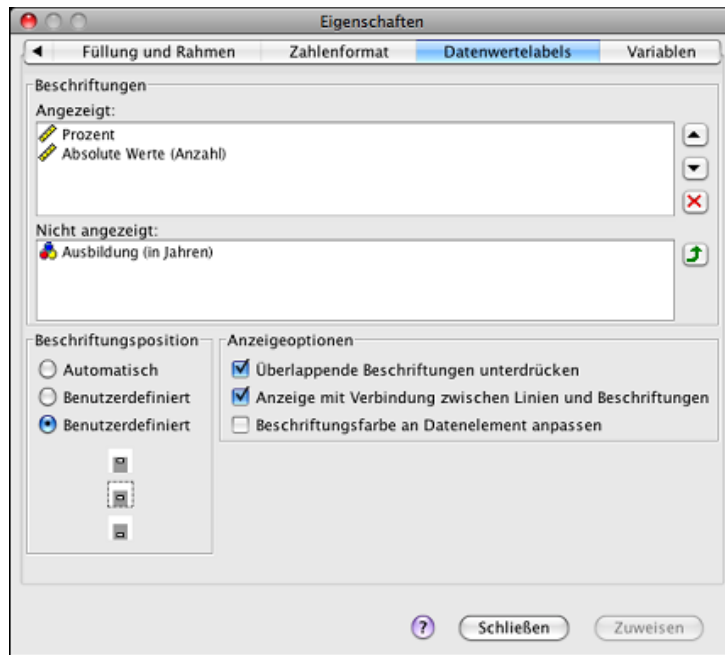 Eigenschaften
Füllung und Rahmen Zahlenformat Datenwertelabels Variablen
Beschriftungen
Angezeigt:
Prozent
Absolute Werte (Anzahl)
Nicht angezeigt:
Ausbildung (in Jahren)
Beschriftungsposition
Automatisch
Benutzerdefiniert
Benutzerdefiniert
Anzeigeoptionen
Überlappende Beschriftungen unterdrücken
Anzeige mit Verbindung zwischen Linien und Beschriftungen
Beschriftungsfarbe an Datenelement anpassen
? Schließen Zuweisen